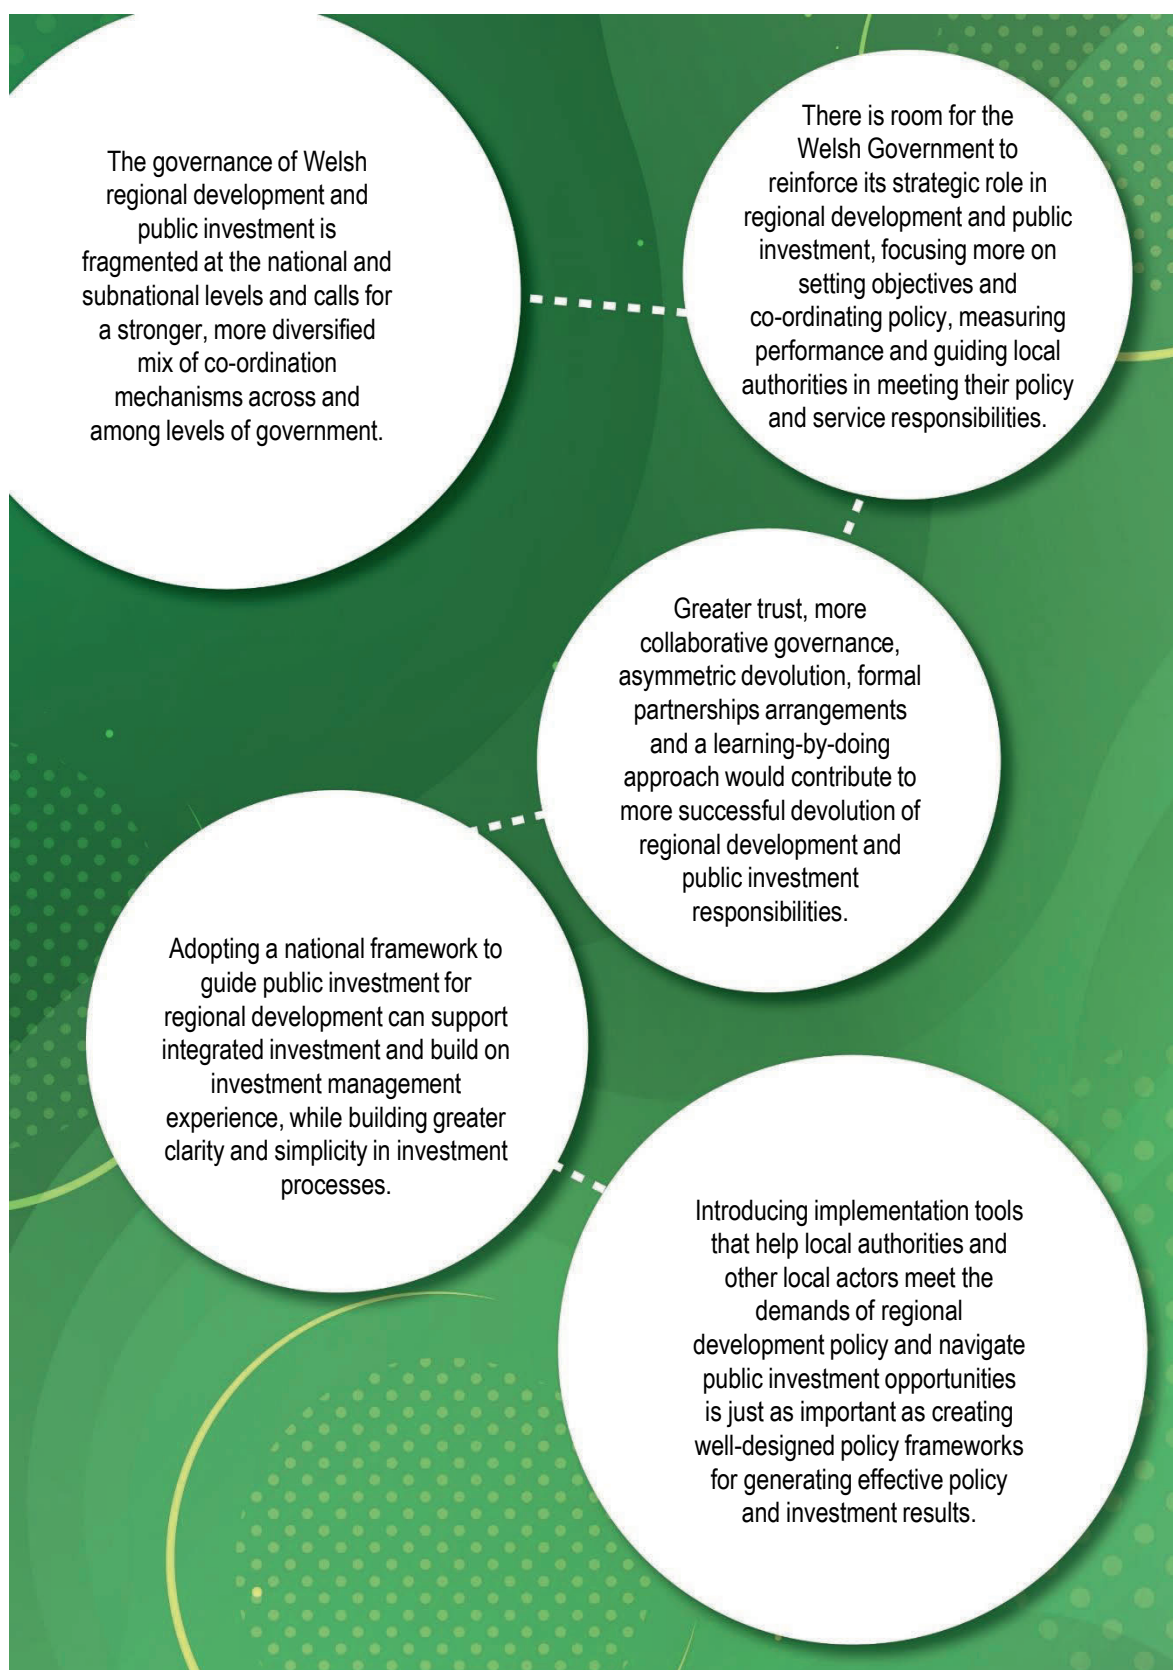 The governance of Welsh
regional development and
public investment is
fragmented at the national and
subnational levels and calls for
a stronger, more diversified
mix of co-ordination
mechanisms across and
among levels of government.
There is room for the
Welsh Government to
reinforce its strategic role in
regional development and public
investment, focusing more on
setting objectives and
co-ordinating policy, measuring
performance and guiding local
authorities in meeting their policy
and service responsibilities.
Greater trust, more
collaborative governance,
asymmetric devolution, formal
partnerships arrangements
and a learning-by-doing
approach would contribute to
more successful devolution of
regional development and
public investment
responsibilities.
Adopting a national framework to
guide public investment for
regional development can support
integrated investment and build on
investment management
experience, while building greater
clarity and simplicity in investment
processes.
Introducing implementation tools
that help local authorities and
other local actors meet the
demands of regional
development policy and navigate
public investment opportunities
is just as important as creating
well-designed policy frameworks
for generating effective policy
and investment results.